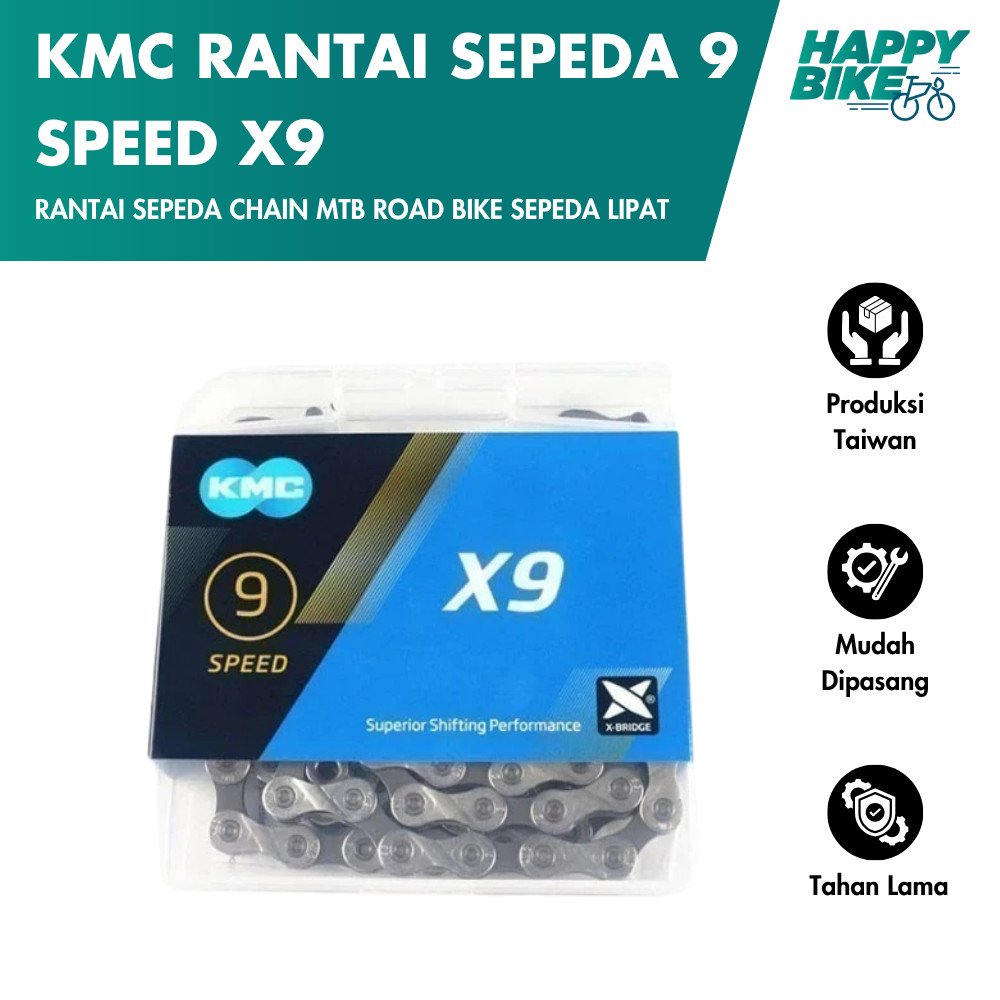 KMC RANTAI SEPEDA 9
SPEED X9
RANTAI SEPEDA CHAIN MTB ROAD BIKE SEPEDA LIPAT
HAPPY
BIKE
Produksi
Taiwan
KMC
9
SPEED
X9
Superior Shifting Performance
X-BRIDGE
®
Mudah
Dipasang
Tahan Lama